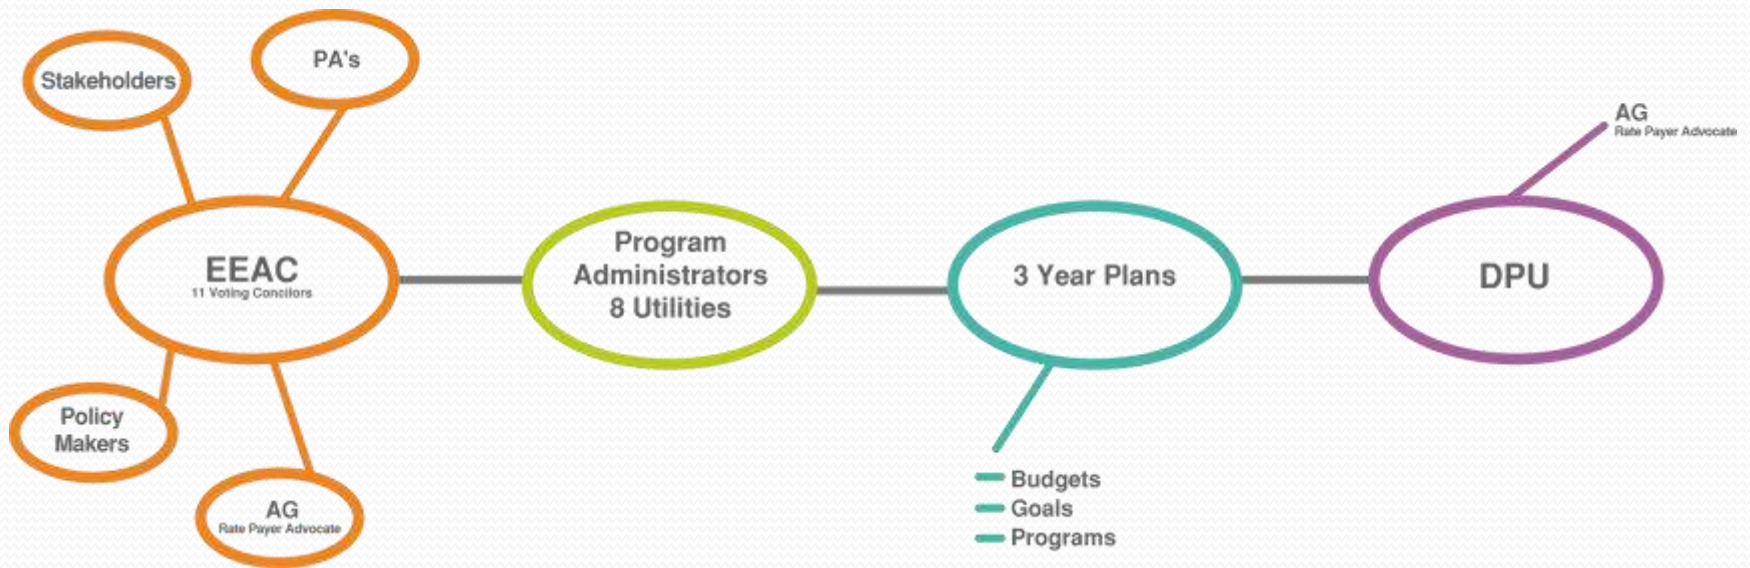 Stakeholders
PA's
EEAC
11 Voting Concilors
Policy
Makers
AG
Rate Payer Advocate
Program
Administrators
8 Utilities
3 Year Plans
Budgets
Goals
Programs
DPU
AG
Rate Payer Advocate